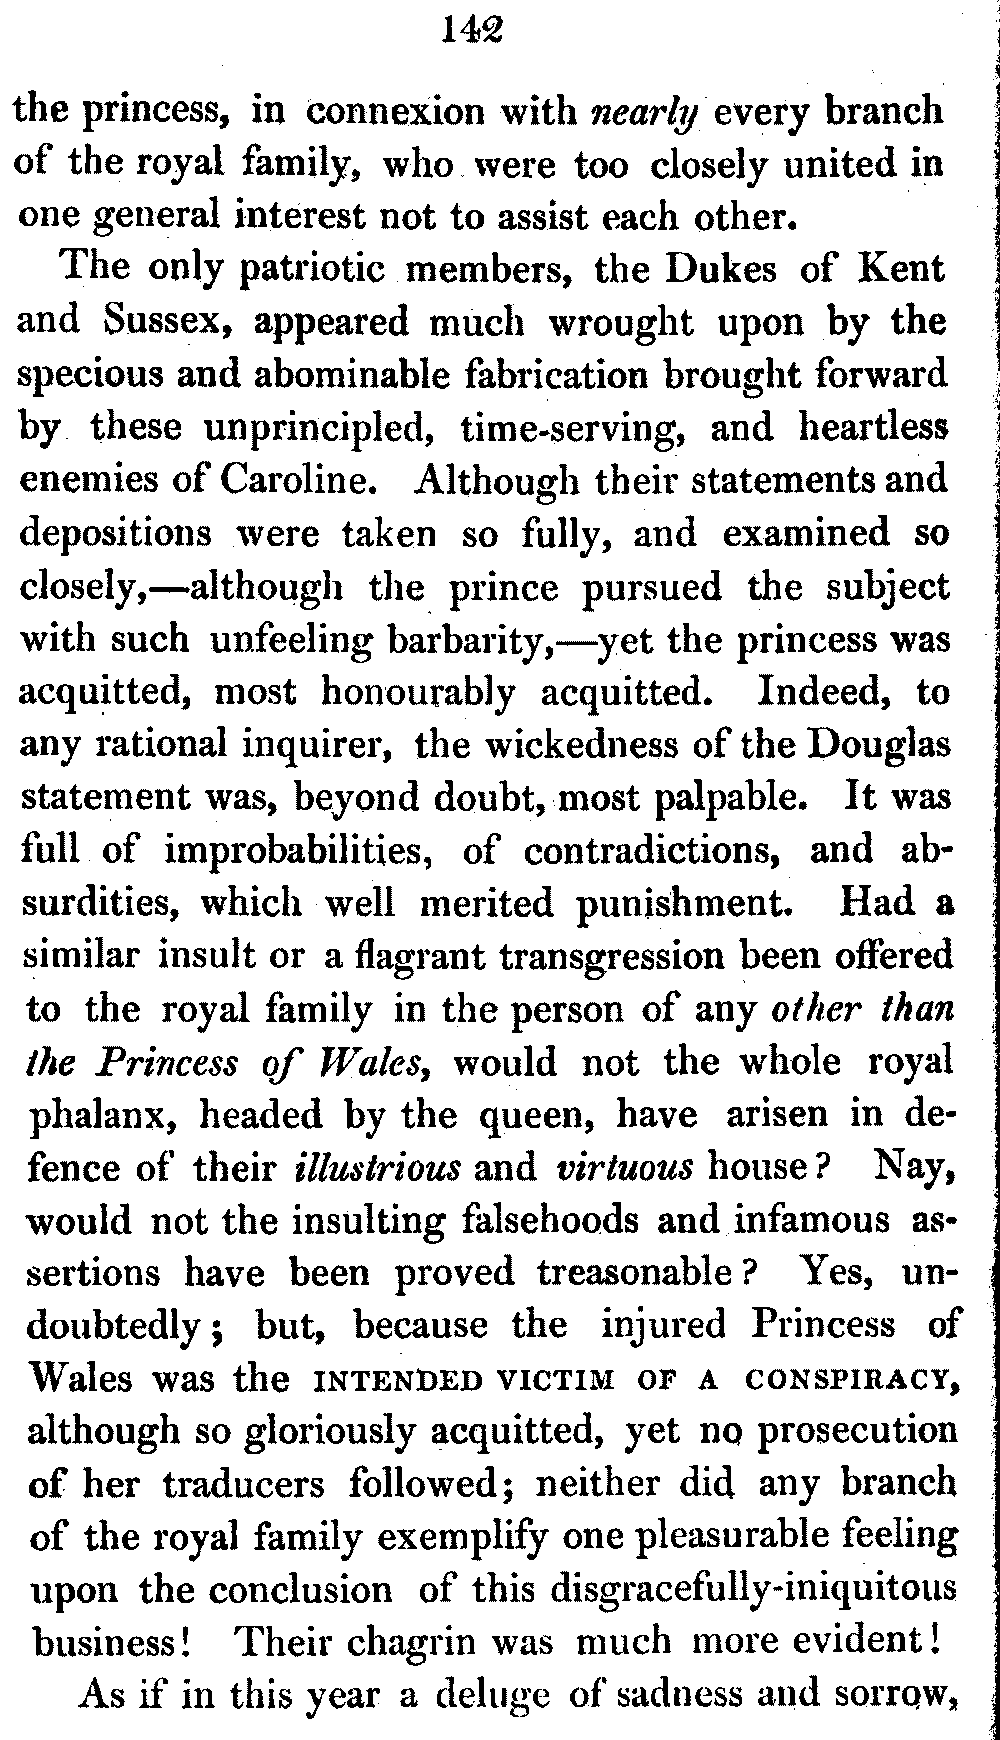 142
the princess, in connexion with nearly every branch
of the royal family, who were too closely united in
one general interest not to assist each other.
The only patriotic members, the Dukes of Kent
and Sussex, appeared much wrought upon by the
specious and abominable fabrication brought forward
by these unprincipled, time-serving, and heartless
enemies of Caroline. Although their statements and
depositions were taken so fully, and examined so
closely,—although the prince pursued the subject
with such unfeeling barbarity,—yet the princess was
acquitted, most honourably acquitted. Indeed, to
any rational inquirer, the wickedness of the Douglas
statement was, beyond doubt, most palpable. It was
full of improbabilities, of contradictions, and ab-
surdities, which well merited punishment. Had a
similar insult or a flagrant transgression been offered
to the royal family in the person of any other than
the Princess of Wales, would not the whole royal
phalanx, headed by the queen, have arisen in de-
fence of their illustrious and virtuous house? Nay,
would not the insulting falsehoods and infamous as-
sertions have been proved treasonable? Yes, un-
doubtedly; but, because the injured Princess of
Wales was the INTENDED VICTIM OF A CONSPIRACY,
although so gloriously acquitted, yet no prosecution
of her traducers followed; neither did any branch
of the royal family exemplify one pleasurable feeling
upon the conclusion of this disgracefully-iniquitous
business! Their chagrin was much more evident!
As if in this year a deluge of sadness and sorrow,